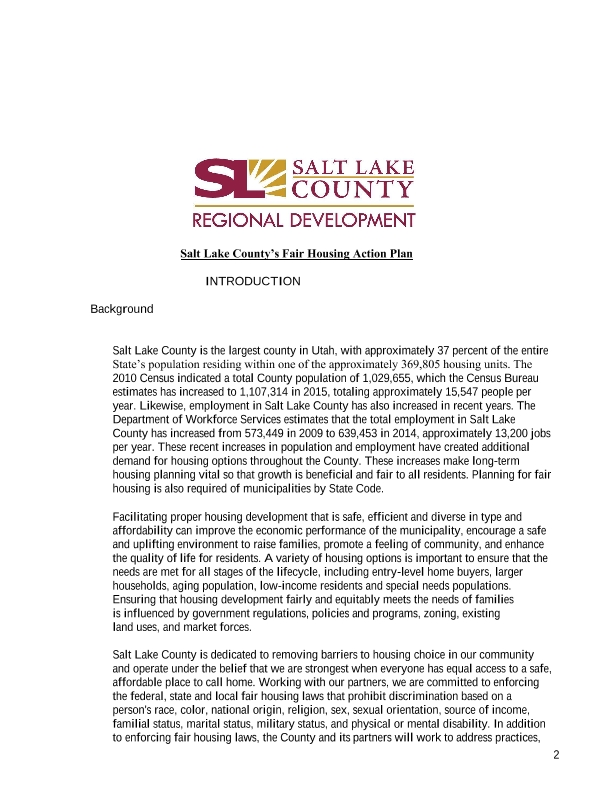 SL SALT LAKE
COUNTY
REGIONAL DEVELOPMENT
Salt Lake County's Fair Housing Action Plan
INTRODUCTION
Background
Salt Lake County is the largest county in Utah, with approximately 37 percent of the entire
State's population residing within one of the approximately 369,805 housing units. The
2010 Census indicated a total County population of 1,029,655, which the Census Bureau
estimates has increased to 1,107,314 in 2015, totaling approximately 15,547 people per
year. Likewise, employment in Salt Lake County has also increased in recent years. The
Department of Workforce Services estimates that the total employment in Salt Lake
County has increased from 573,449 in 2009 to 639,453 in 2014, approximately 13,200 jobs
per year. These recent increases in population and employment have created additional
demand for housing options throughout the County. These increases make long-term
housing planning vital so that growth is beneficial and fair to all residents. Planning for fair
housing is also required of municipalities by State Code.
Facilitating proper housing development that is safe, efficient and diverse in type and
affordability can improve the economic performance of the municipality, encourage a safe
and uplifting environment to raise families, promote a feeling of community, and enhance
the quality of life for residents. A variety of housing options is important to ensure that the
needs are met for all stages of the lifecycle, including entry-level home buyers, larger
households, aging population, low-income residents and special needs populations.
Ensuring that housing development fairly and equitably meets the needs of families
is influenced by government regulations, policies and programs, zoning, existing
land uses, and market forces.
Salt Lake County is dedicated to removing barriers to housing choice in our community
and operate under the belief that we are strongest when everyone has equal access to a safe,
affordable place to call home. Working with our partners, we are committed to enforcing
the federal, state and local fair housing laws that prohibit discrimination based on a
person's race, color, national origin, religion, sex, sexual orientation, source of income,
familial status, marital status, military status, and physical or mental disability. In addition
to enforcing fair housing laws, the County and its partners will work to address practices,
2